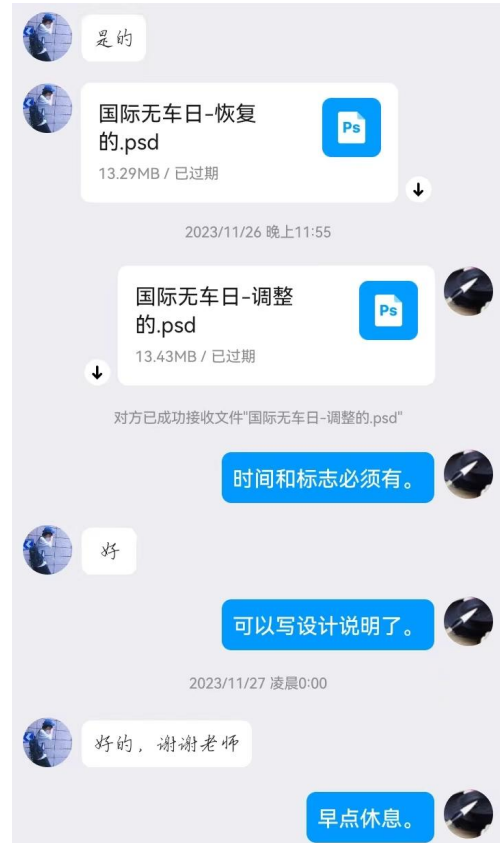 是的
国际无车日-恢复
的.psd
Ps
13.29MB / 已过期
2023/11/26 晚上11:55
国际无车日-调整
的.psd
Ps
13.43MB / 已过期
对方已成功接收文件"国际无车日-调整的.psd"
时间和标志必须有。
好
可以写设计说明了。
2023/11/27 凌晨0:00
好的，谢谢老师
早点休息。